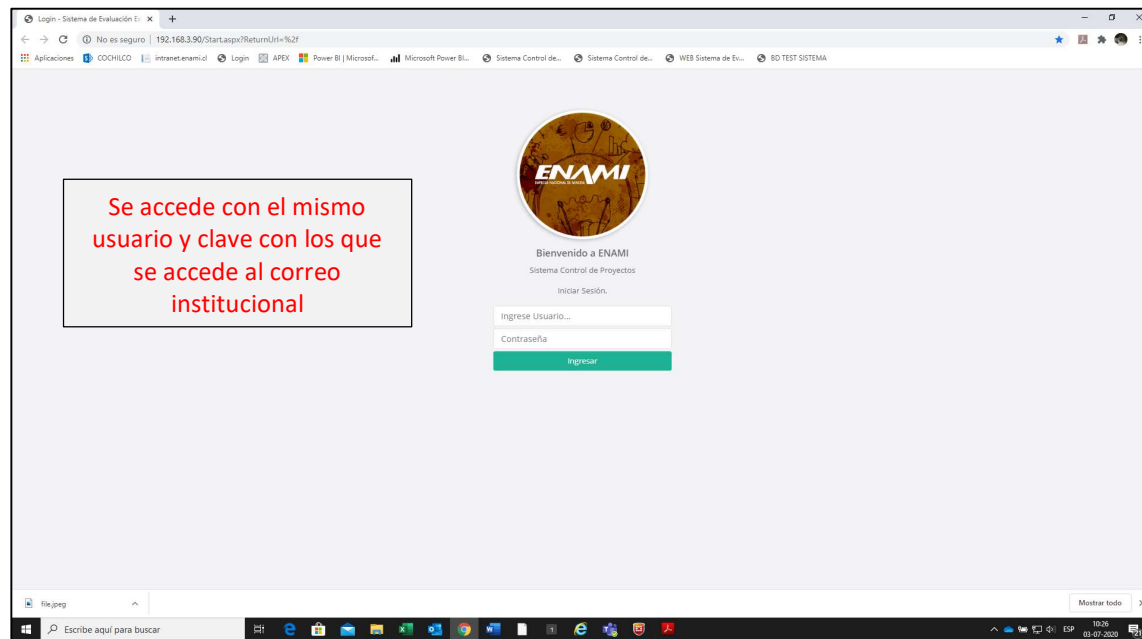 Login - Sistema de Evaluación E
No es seguro | 192.168.3.90/Start.aspx?ReturnUrl=%2f
Aplicaciones COCHILCO intranet.enami.cl Login APEX Power BI | Microsof... Microsoft Power BI... Sistema Control de... Sistema Control de... WEB Sistema de Ev... BD TEST SISTEMA
ENAMI
EMPRESA NACIONAL DE MINERIA
Se accede con el mismo
usuario y clave con los que
se accede al correo
institucional
Bienvenido a ENAMI
Sistema Control de Proyectos
Iniciar Sesión.
Ingrese Usuario...
Contraseña
Ingresar
file.jpeg
Mostrar todo
Escribe aquí para buscar
ESP
10:26
03-07-2020